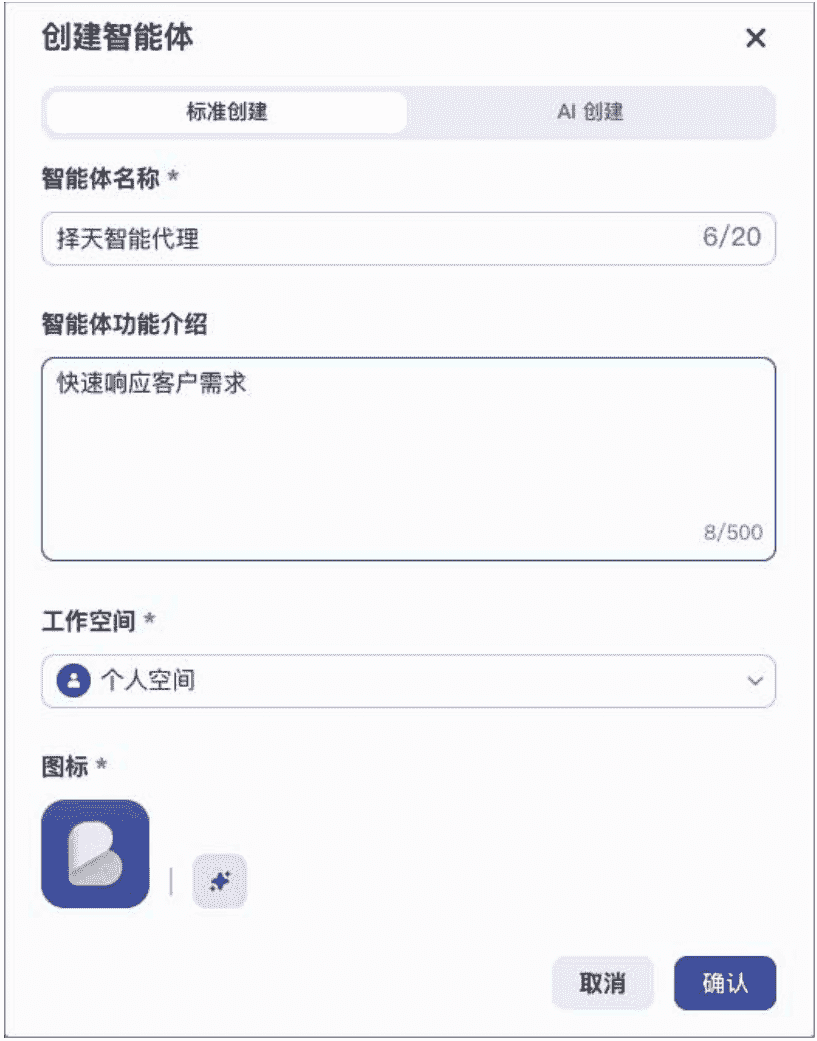 创建智能体
标准创建
AI 创建
智能体名称 *
择天智能代理
6/20
智能体功能介绍
快速响应客户需求
8/500
工作空间 *
个人空间
图标 *
取消
确认